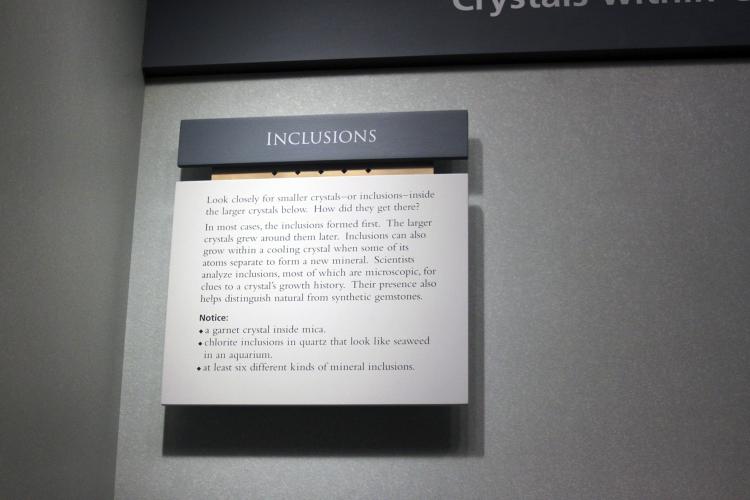 Crystals Within
INCLUSIONS
Look closely for smaller crystals—or inclusions—inside
the larger crystals below. How did they get there?
In most cases, the inclusions formed first. The larger
crystals grew around them later. Inclusions can also
grow within a cooling crystal when some of its
atoms separate to form a new mineral. Scientists
analyze inclusions, most of which are microscopic, for
clues to a crystal's growth history. Their presence also
helps distinguish natural from synthetic gemstones.
Notice:
◆ a garnet crystal inside mica.
◆ chlorite inclusions in quartz that look like seaweed
in an aquarium.
◆ at least six different kinds of mineral inclusions.